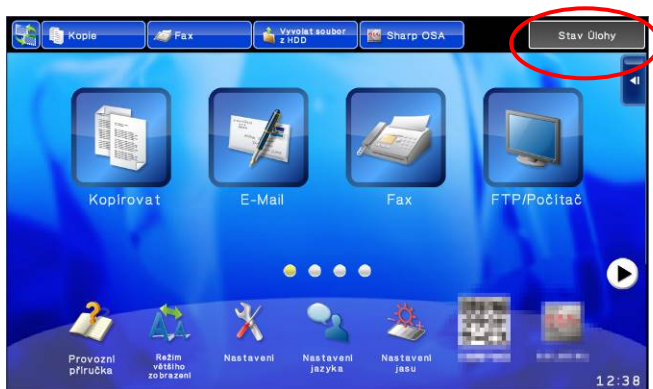 Kopie
Fax
Vyvolat soubor
z HDD
Sharp OSA
Stav Úlohy
Kopírovat
E-Mail
Fax
FTP/Počítač
Provozní
příručka
Režim
většího
zobrazení
Nastavení
Nastavení
jazyka
Nastavení
jasu
12:38